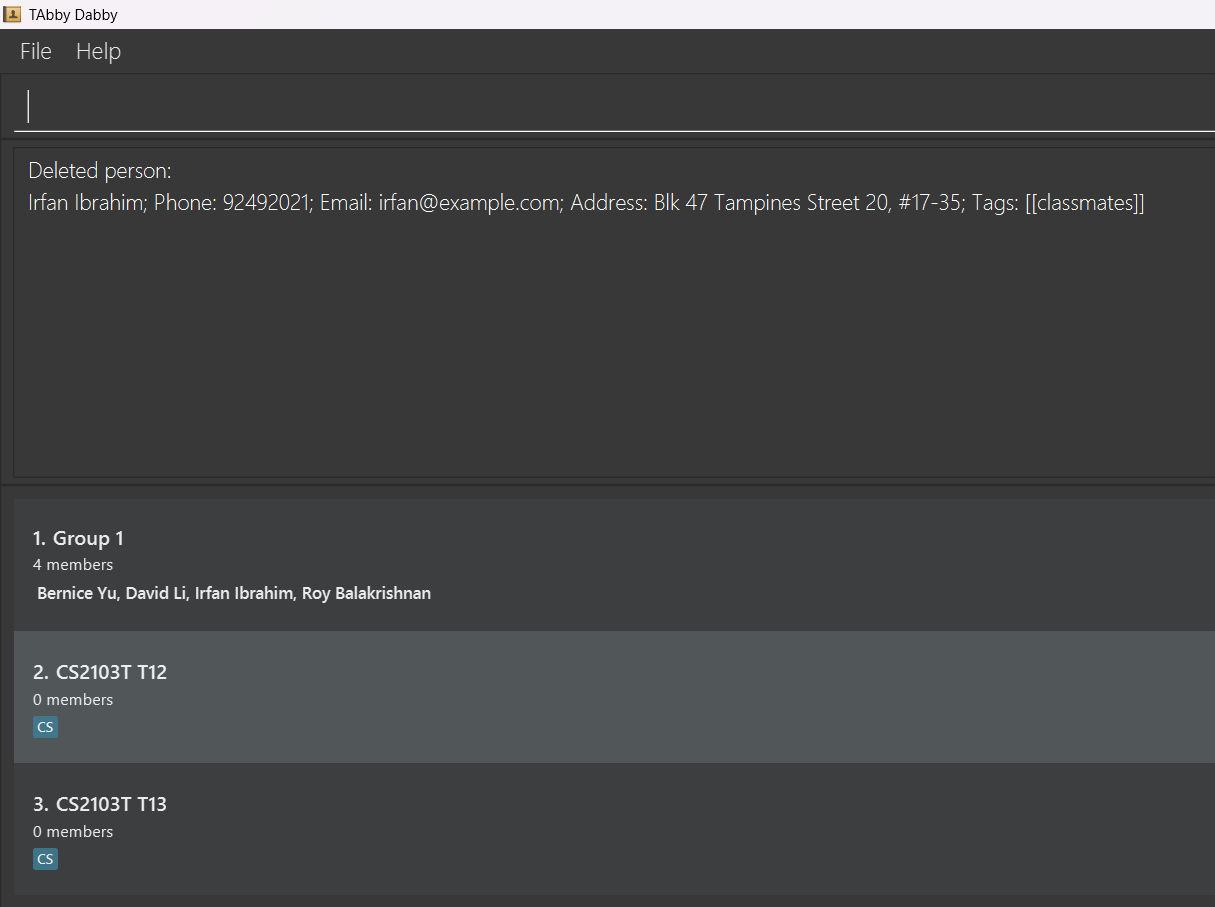 TAbby Dabby
File Help
Deleted person:
Irfan Ibrahim; Phone: 92492021; Email: irfan@example.com; Address: Blk 47 Tampines Street 20, #17-35; Tags: [[classmates]]
1. Group 1
4 members
Bernice Yu, David Li, Irfan Ibrahim, Roy Balakrishnan
2. CS2103T T12
0 members
CS
3. CS2103T T13
0 members
CS